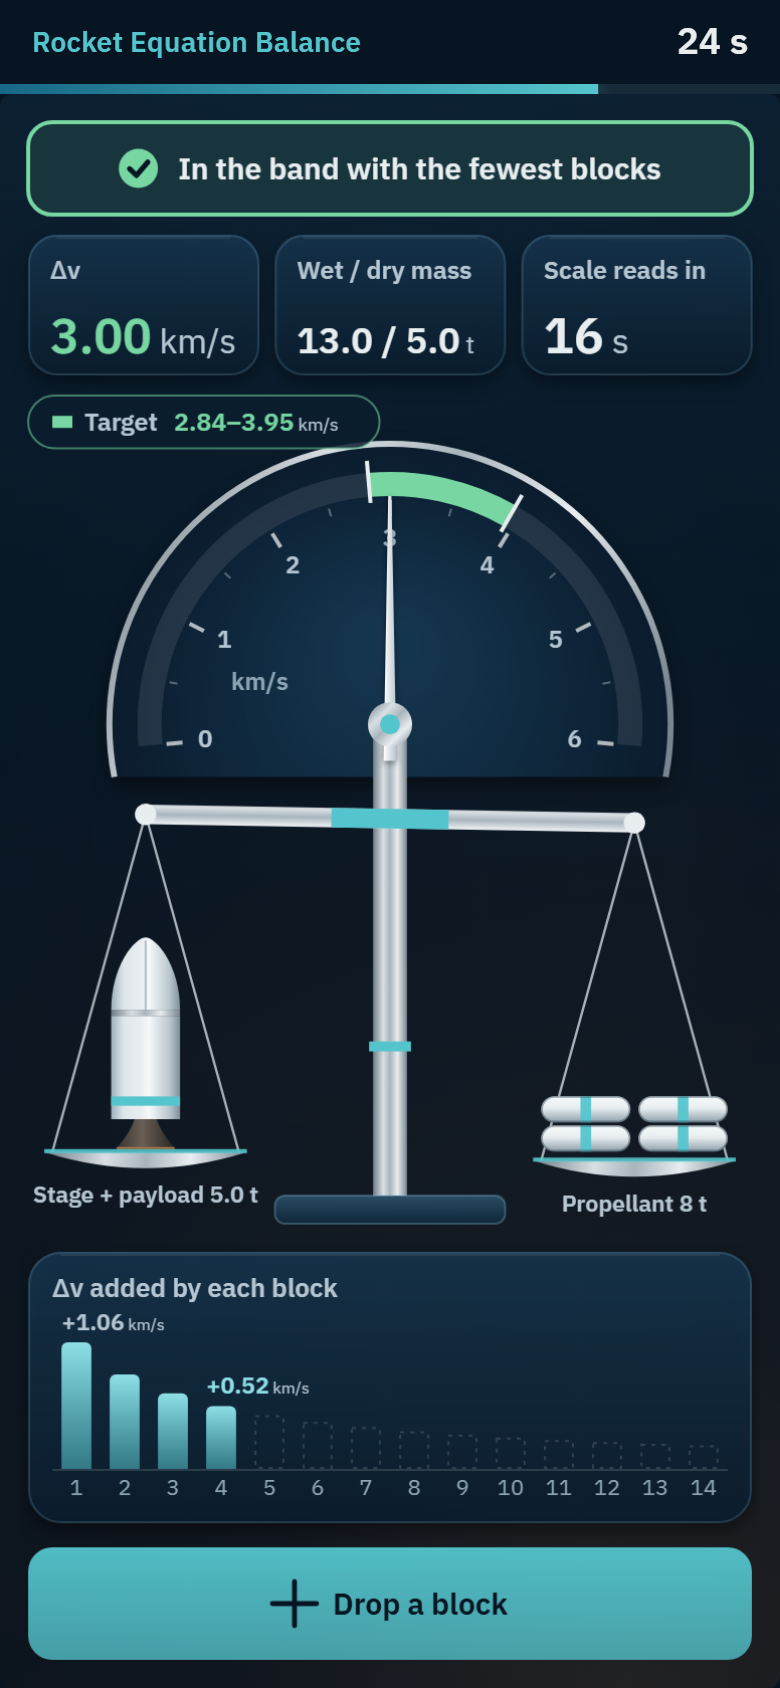 Rocket Equation Balance 24 s
In the band with the fewest blocks
Δv Wet / dry mass Scale reads in
3.00 km/s 13.0 / 5.0 t 16 s
Target 2.84–3.95 km/s
3
2 4
1 5
km/s
0 6
Stage + payload 5.0 t Propellant 8 t
Δv added by each block
+1.06 km/s
+0.52 km/s
1 2 3 4 5 6 7 8 9 10 11 12 13 14
Drop a block